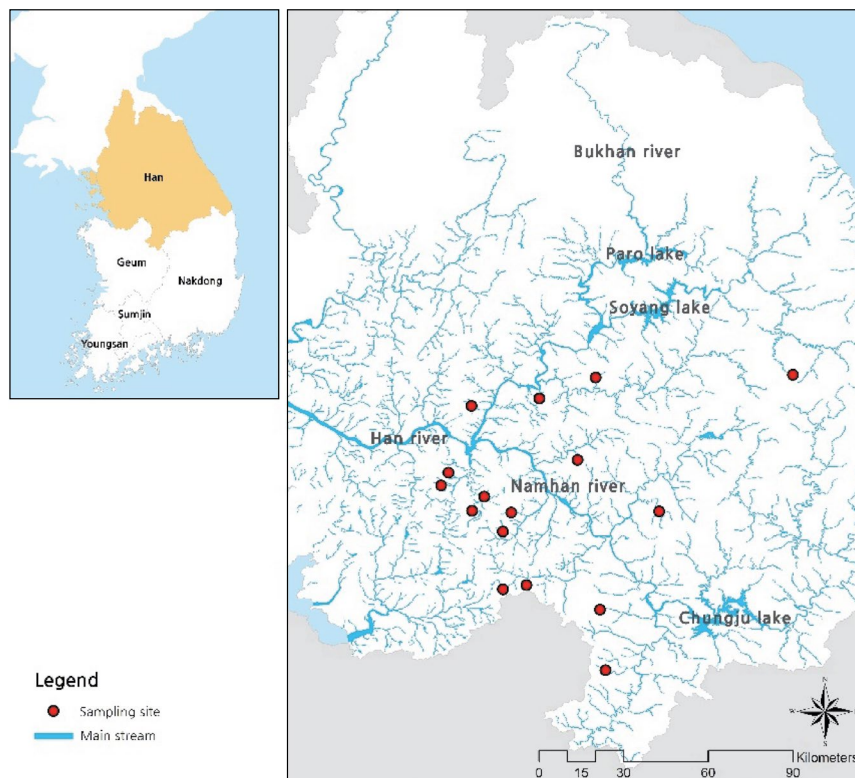 Han
Geum
Nakdong
Sumjin
Youngsan
Bukhan river
Paro lake
Soyang lake
Han river
Namhan river
Chungju lake
Legend
Sampling site
Main stream
N
W
S
Kilometers
0 15 30 60 90